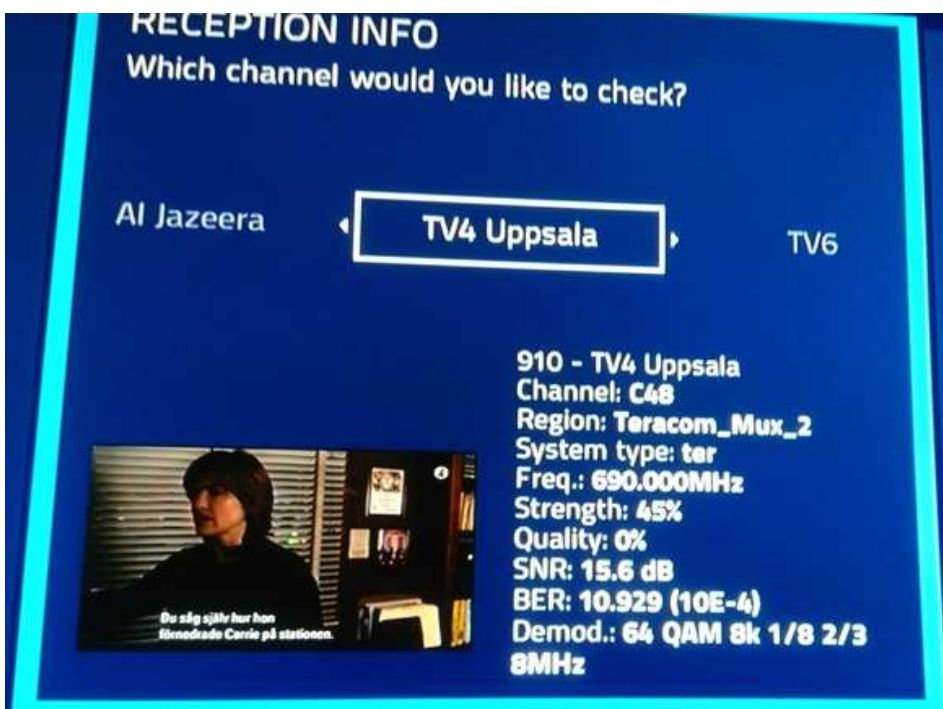 RECEPTION INFO
Which channel would you like to check?
Al Jazeera
TV4 Uppsala
TV6
910 - TV4 Uppsala
Channel: C48
Region: Teracom_Mux_2
System type: ter
Freq.: 690.000MHz
Strength: 45%
Quality: 0%
SNR: 15.6 dB
BER: 10.929 (10E-4)
Demod.: 64 QAM 8k 1/8 2/3
8MHz
4
Du såg själv hur hon
förnedrade Carrie på stationen.